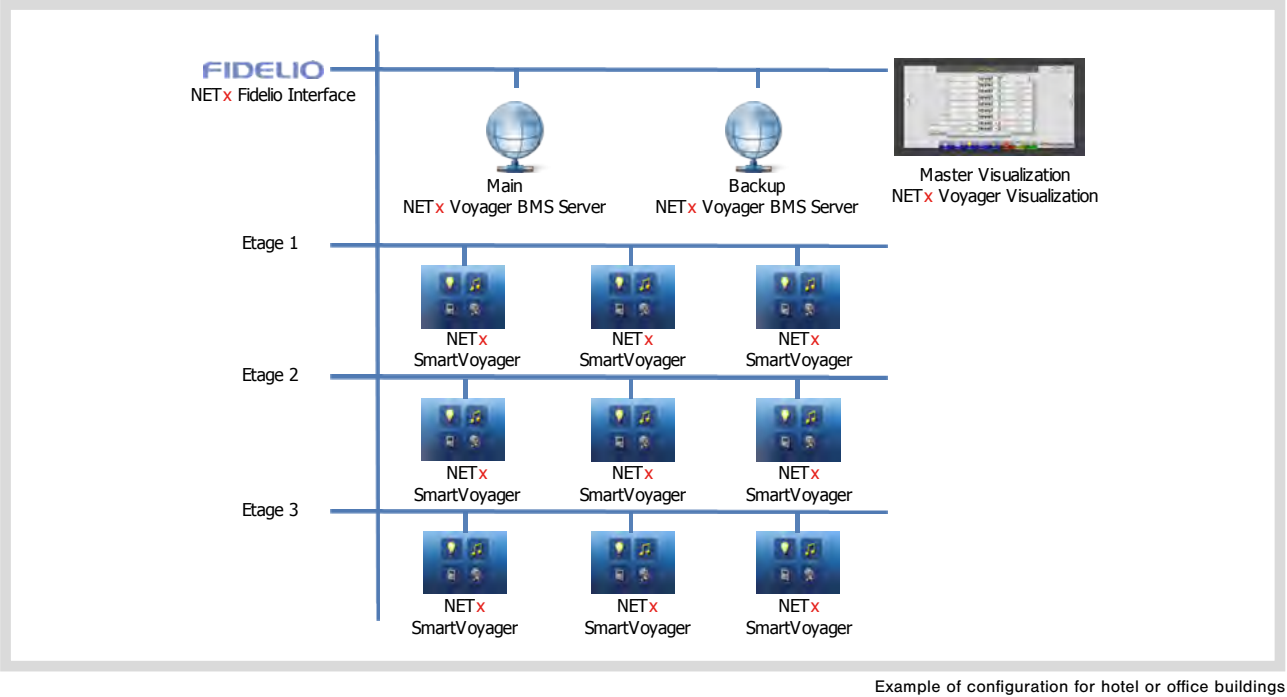 FIDELIO
NETx Fidelio Interface
Main
NETx Voyager BMS Server
Backup
NETx Voyager BMS Server
Master Visualization
NETx Voyager Visualization
Etage 1
NETx
SmartVoyager
NETx
SmartVoyager
NETx
SmartVoyager
Etage 2
NETx
SmartVoyager
NETx
SmartVoyager
NETx
SmartVoyager
Etage 3
NETx
SmartVoyager
NETx
SmartVoyager
NETx
SmartVoyager
Example of configuration for hotel or office buildings